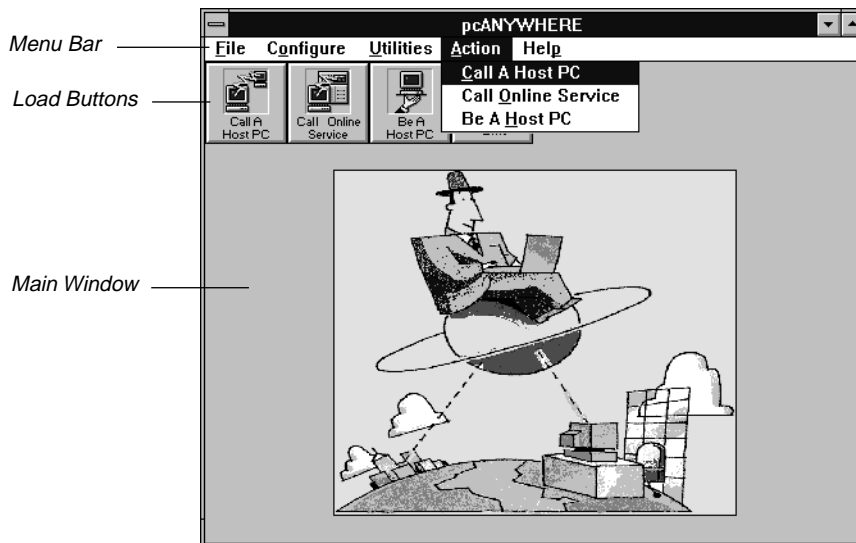 pcANYWHERE
Menu Bar
File Configure Utilities Action Help
Call A Host PC
Call Online Service
Be A Host PC
Load Buttons
Call A
Host PC
Call Online
Service
Be A
Host PC
Main Window